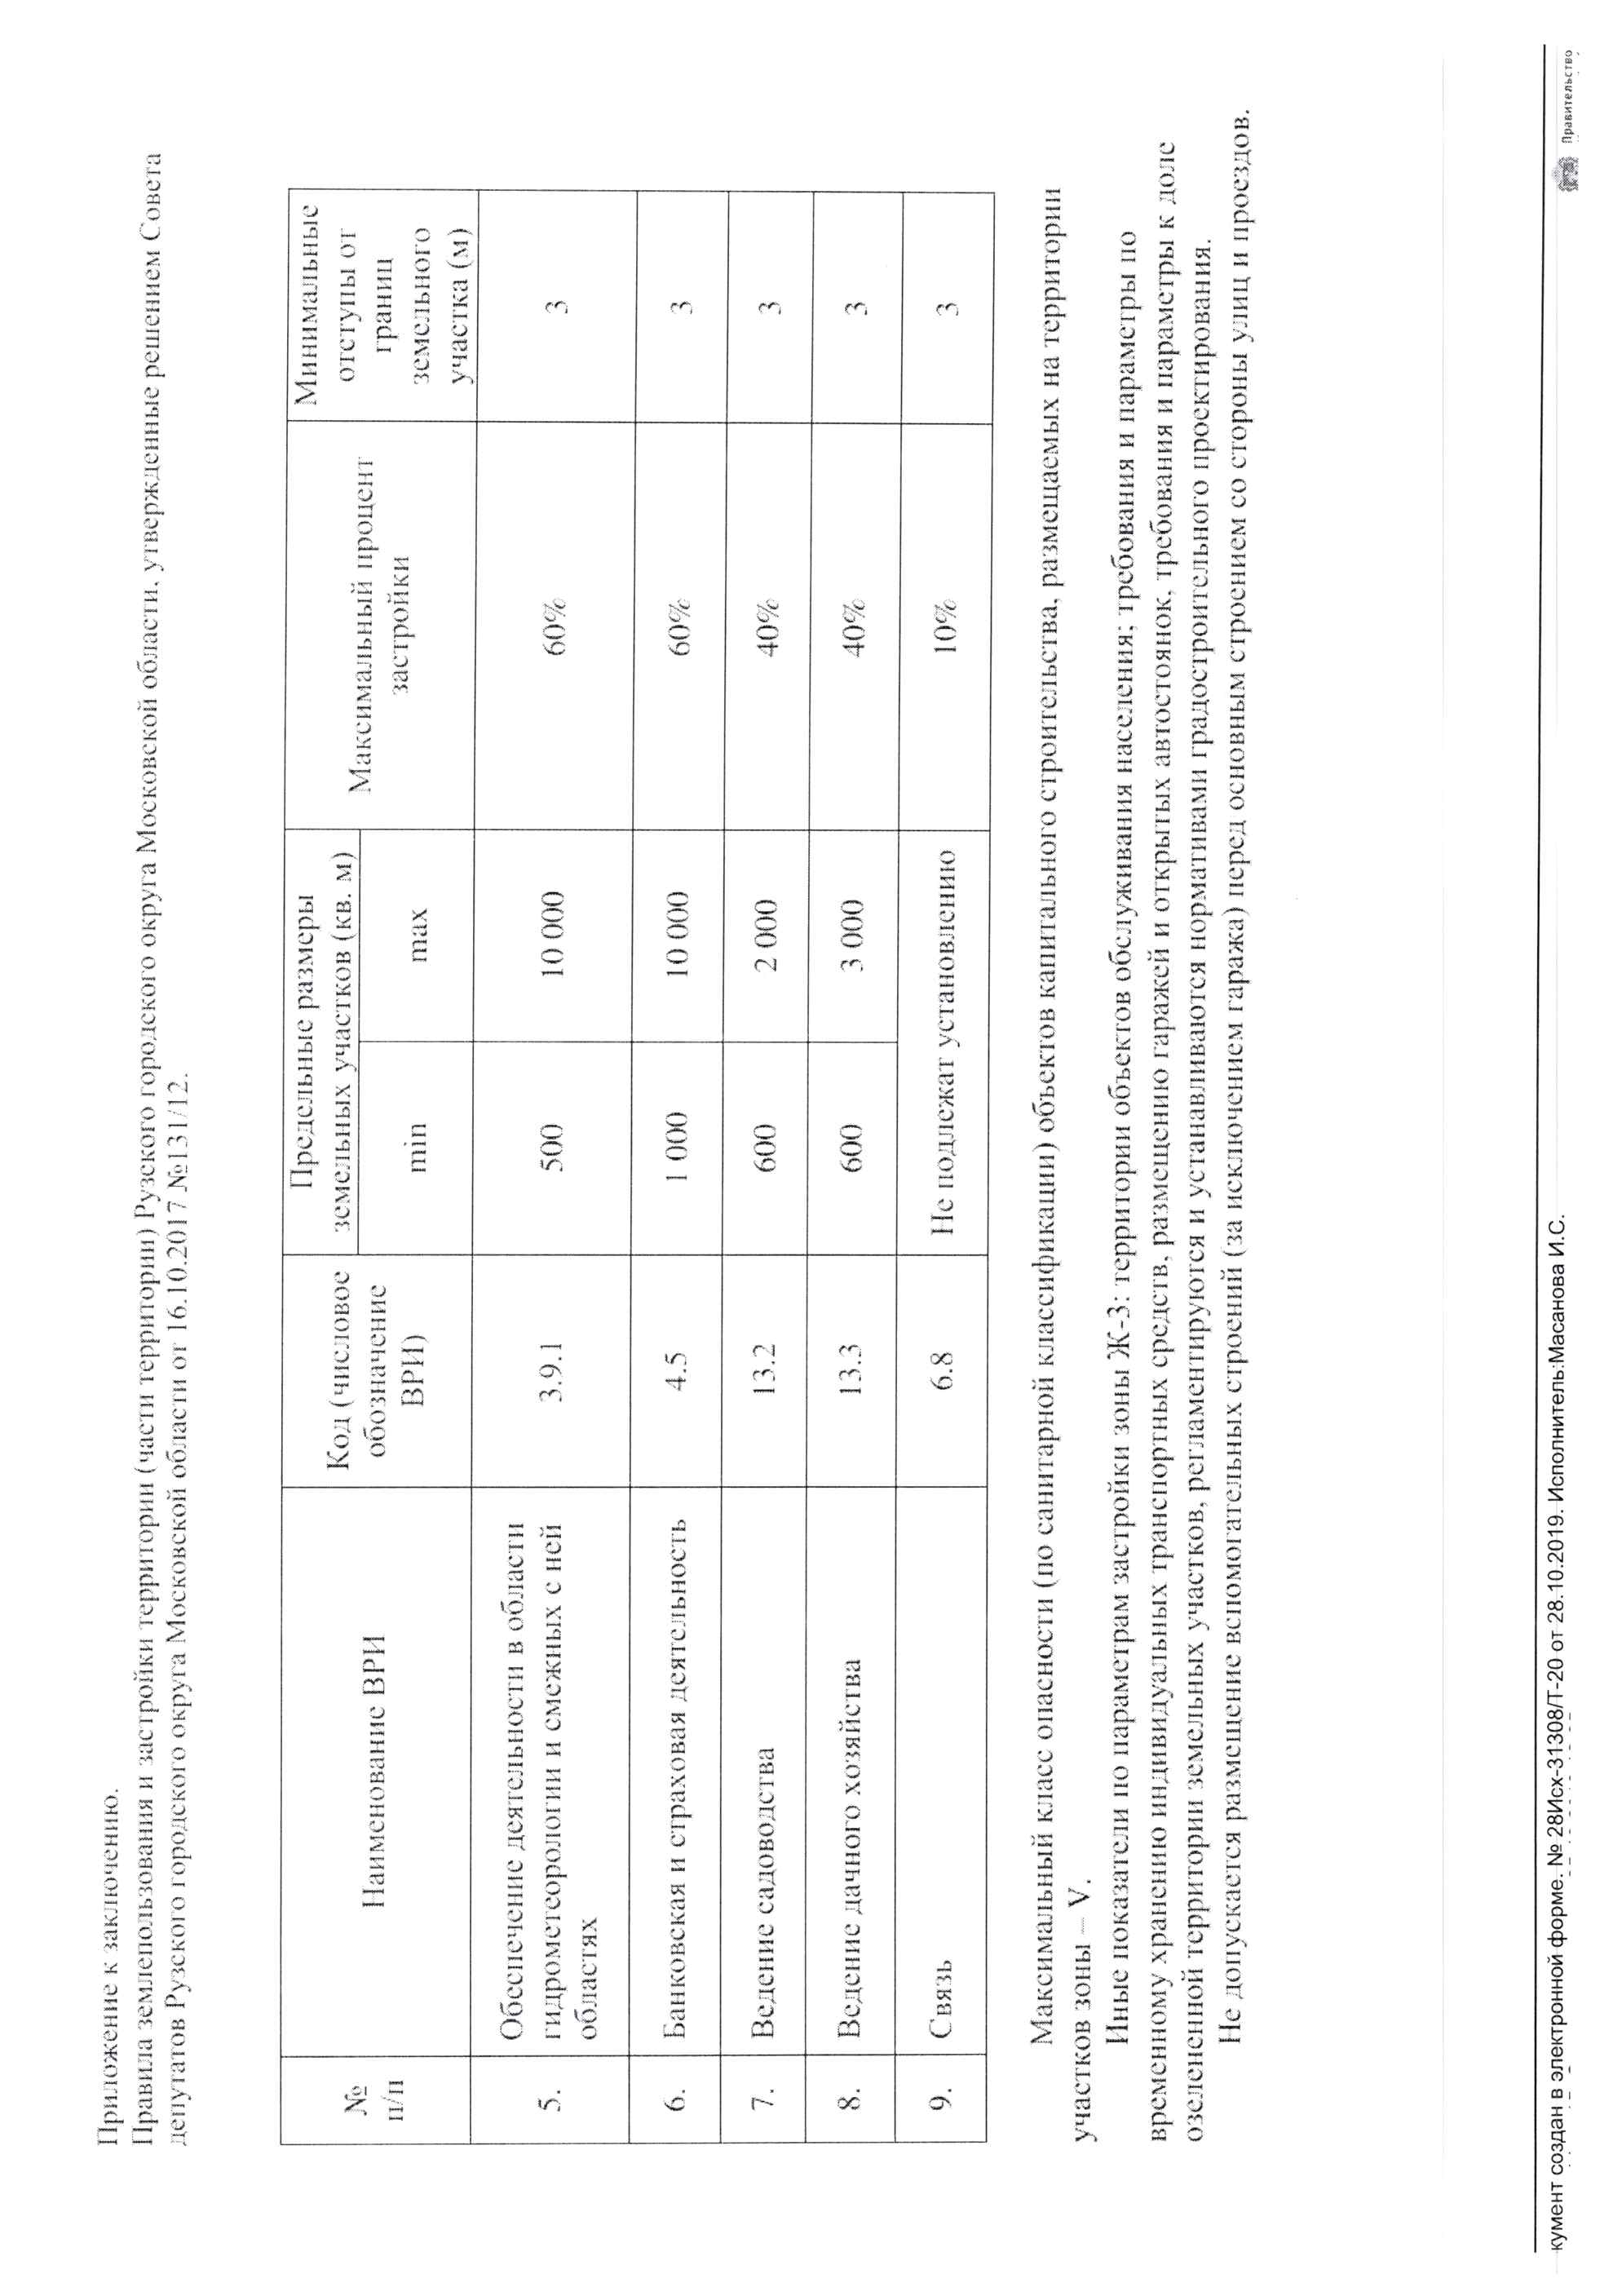 Приложение к заключению.
Правила землепользования и застройки территории (части территории) Рузского городского округа Московской области, утвержденные решением Совета
депутатов Рузского городского округа Московской области от 16.10.2017 №131/12.
№ п/п Наименование ВРИ Код (числовое обозначение ВРИ) Предельные размеры земельных участков (кв. м) Максимальный процент застройки Минимальные отступы от границ земельного участка (м)
min max
5. Обеспечение деятельности в области гидрометеорологии и смежных с ней областях 3.9.1 500 10 000 60% 3
6. Банковская и страховая деятельность 4.5 1 000 10 000 60% 3
7. Ведение садоводства 13.2 600 2 000 40% 3
8. Ведение дачного хозяйства 13.3 600 3 000 40% 3
9. Связь 6.8 Не подлежат установлению 10% 3
Максимальный класс опасности (по санитарной классификации) объектов капитального строительства, размещаемых на территории
участков зоны – V.
Иные показатели по параметрам застройки зоны Ж-3: территории объектов обслуживания населения; требования и параметры по
временному хранению индивидуальных транспортных средств, размещению гаражей и открытых автостоянок, требования и параметры к доле
озелененной территории земельных участков, регламентируются и устанавливаются нормативами градостроительного проектирования.
Не допускается размещение вспомогательных строений (за исключением гаража) перед основным строением со стороны улиц и проездов.
кумент создан в электронной форме. № 28Исх-31308/Т-20 от 28.10.2019. Исполнитель:Масанова И.С.
Правительство